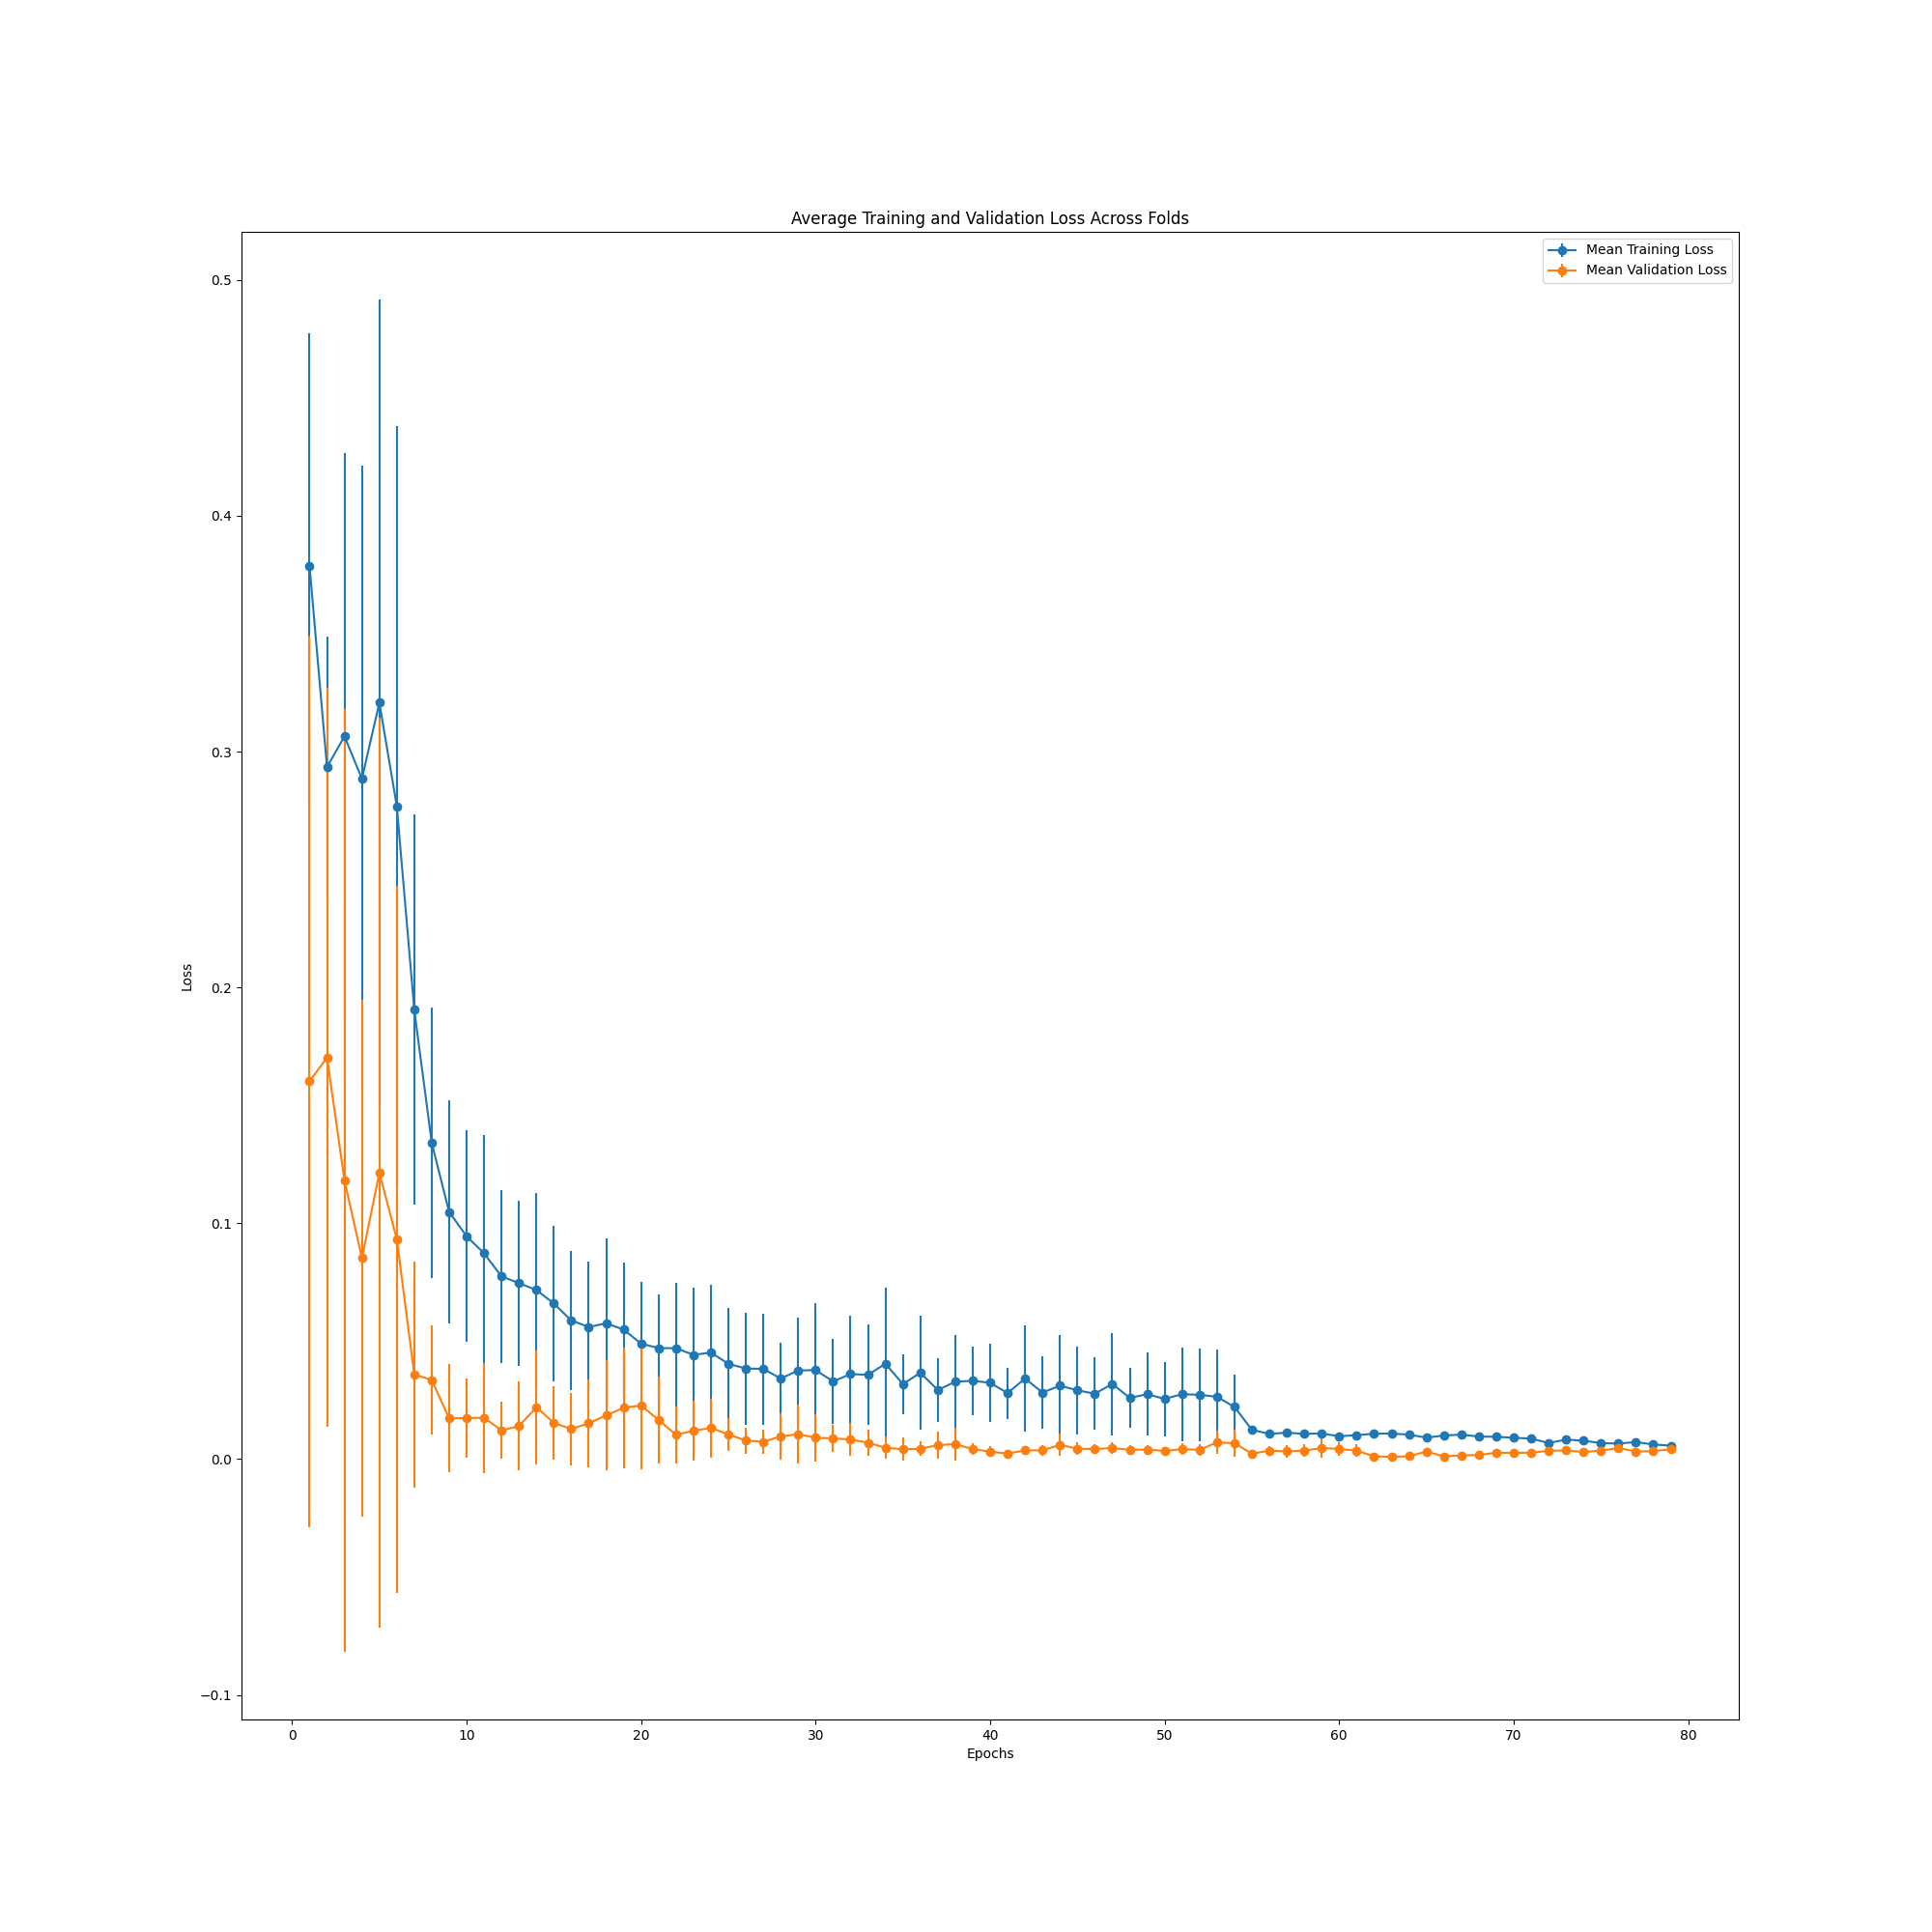 Average Training and Validation Loss Across Folds
Mean Training Loss
Mean Validation Loss
0.5
0.4
0.3
0.2
0.1
0.0
−0.1
Loss
0 10 20 30 40 50 60 70 80
Epochs